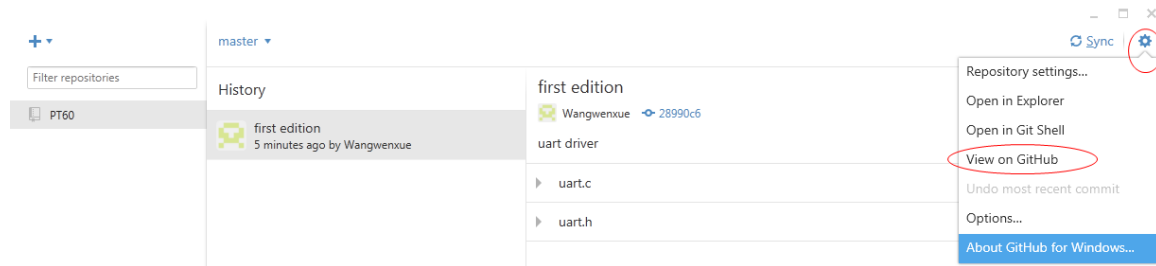 master
Sync
Filter repositories
PT60
History
first edition
5 minutes ago by Wangwenxue
first edition
Wangwenxue 28990c6
uart driver
uart.c
uart.h
Repository settings...
Open in Explorer
Open in Git Shell
View on GitHub
Undo most recent commit
Options...
About GitHub for Windows...